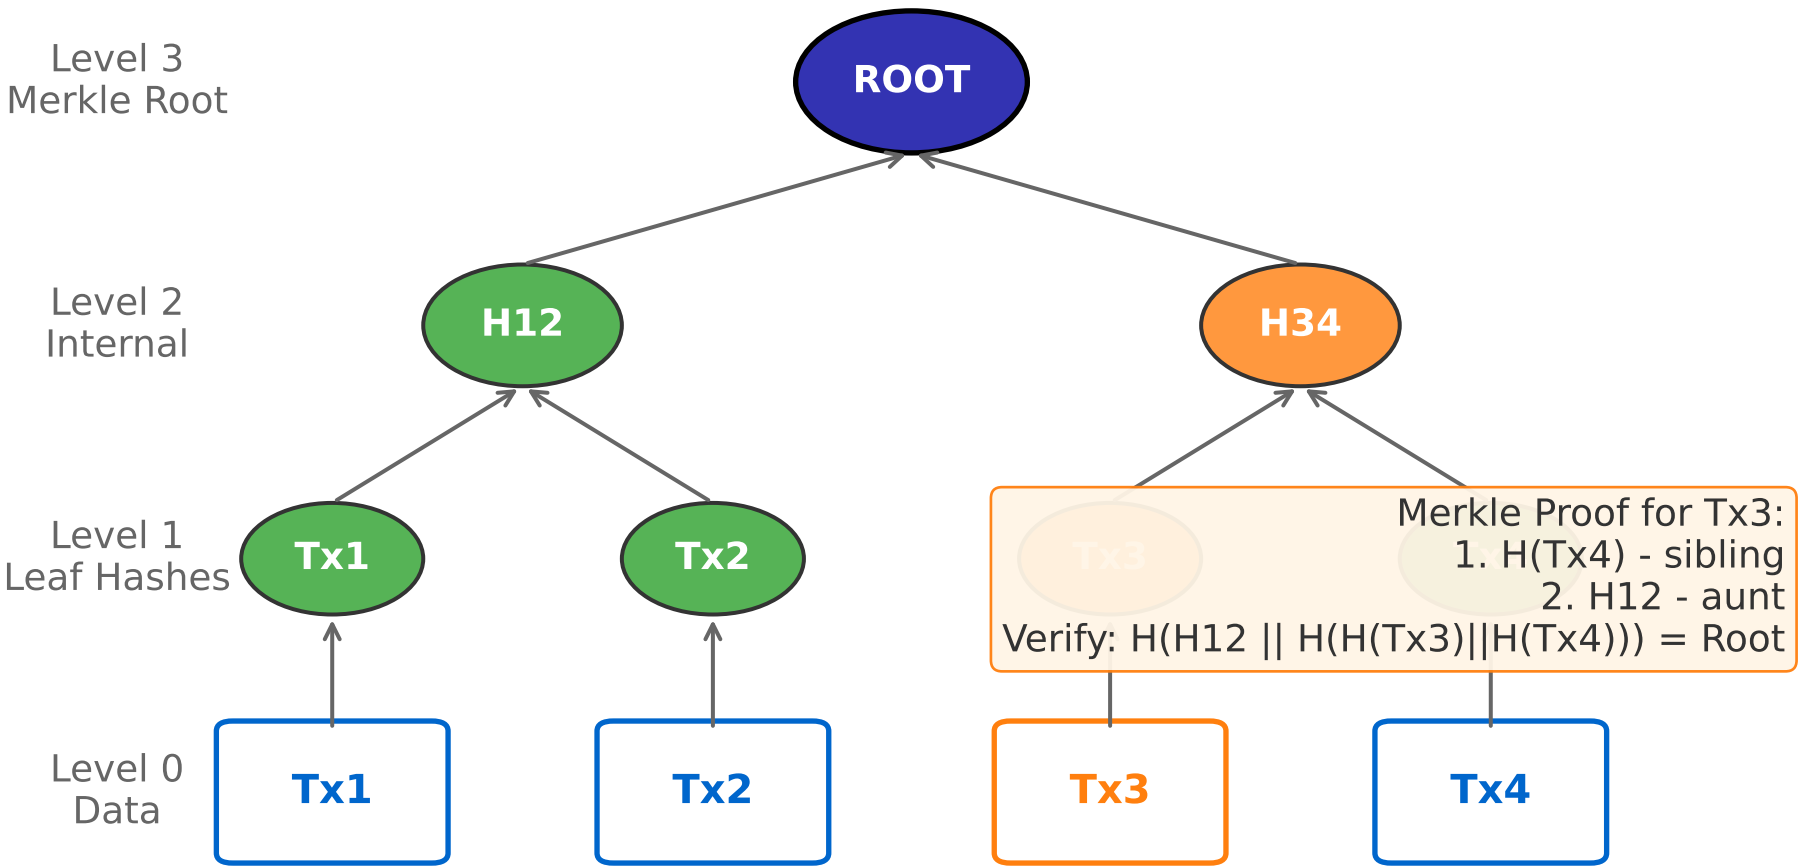 Level 3
Merkle Root
ROOT
Level 2
Internal
H12
H34
Level 1
Leaf Hashes
Tx1
Tx2
Tx3
Merkle Proof for Tx3:
1. H(Tx4) - sibling
2. H12 - aunt
Verify: H(H12 || H(H(Tx3)||H(Tx4))) = Root
Level 0
Data
Tx1
Tx2
Tx3
Tx4